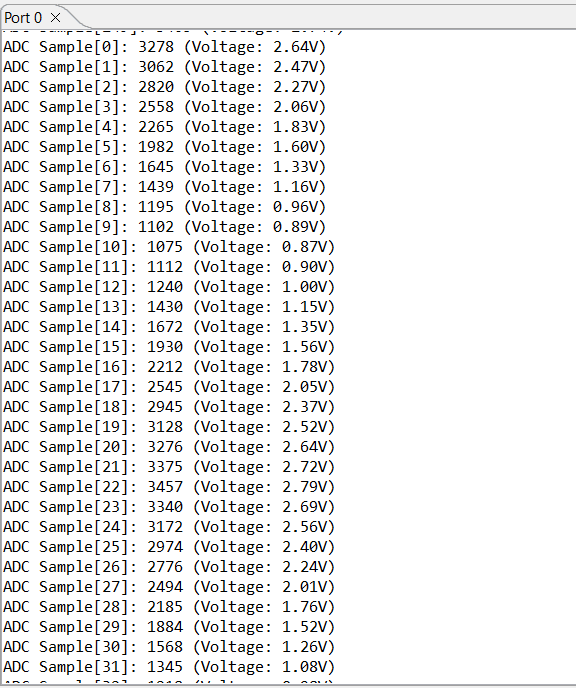 Port 0
ADC Sample[0]: 3278 (Voltage: 2.64V)
ADC Sample[1]: 3062 (Voltage: 2.47V)
ADC Sample[2]: 2820 (Voltage: 2.27V)
ADC Sample[3]: 2558 (Voltage: 2.06V)
ADC Sample[4]: 2265 (Voltage: 1.83V)
ADC Sample[5]: 1982 (Voltage: 1.60V)
ADC Sample[6]: 1645 (Voltage: 1.33V)
ADC Sample[7]: 1439 (Voltage: 1.16V)
ADC Sample[8]: 1195 (Voltage: 0.96V)
ADC Sample[9]: 1102 (Voltage: 0.89V)
ADC Sample[10]: 1075 (Voltage: 0.87V)
ADC Sample[11]: 1112 (Voltage: 0.90V)
ADC Sample[12]: 1240 (Voltage: 1.00V)
ADC Sample[13]: 1430 (Voltage: 1.15V)
ADC Sample[14]: 1672 (Voltage: 1.35V)
ADC Sample[15]: 1930 (Voltage: 1.56V)
ADC Sample[16]: 2212 (Voltage: 1.78V)
ADC Sample[17]: 2545 (Voltage: 2.05V)
ADC Sample[18]: 2945 (Voltage: 2.37V)
ADC Sample[19]: 3128 (Voltage: 2.52V)
ADC Sample[20]: 3276 (Voltage: 2.64V)
ADC Sample[21]: 3375 (Voltage: 2.72V)
ADC Sample[22]: 3457 (Voltage: 2.79V)
ADC Sample[23]: 3340 (Voltage: 2.69V)
ADC Sample[24]: 3172 (Voltage: 2.56V)
ADC Sample[25]: 2974 (Voltage: 2.40V)
ADC Sample[26]: 2776 (Voltage: 2.24V)
ADC Sample[27]: 2494 (Voltage: 2.01V)
ADC Sample[28]: 2185 (Voltage: 1.76V)
ADC Sample[29]: 1884 (Voltage: 1.52V)
ADC Sample[30]: 1568 (Voltage: 1.26V)
ADC Sample[31]: 1345 (Voltage: 1.08V)